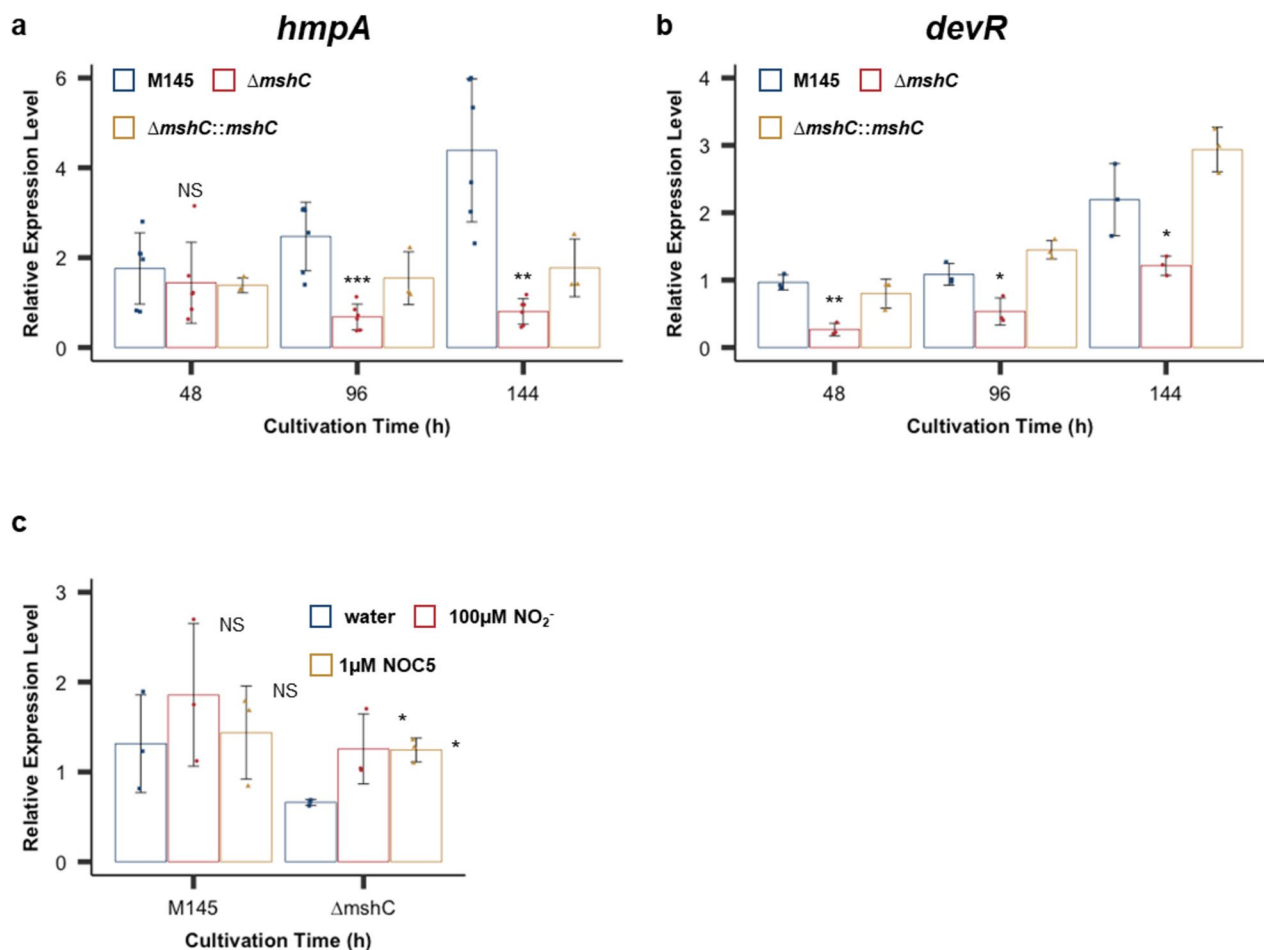 a
hmpA
M145
ΔmshC
ΔmshC::mshC
Relative Expression Level
6
4
2
0
NS
***
**
48
96
144
Cultivation Time (h)
b
devR
M145
ΔmshC
ΔmshC::mshC
Relative Expression Level
4
3
2
1
0
**
*
*
48
96
144
Cultivation Time (h)
c
water
100µM NO₂⁻
1µM NOC5
Relative Expression Level
3
2
1
0
NS
NS
*
*
M145
ΔmshC
Cultivation Time (h)